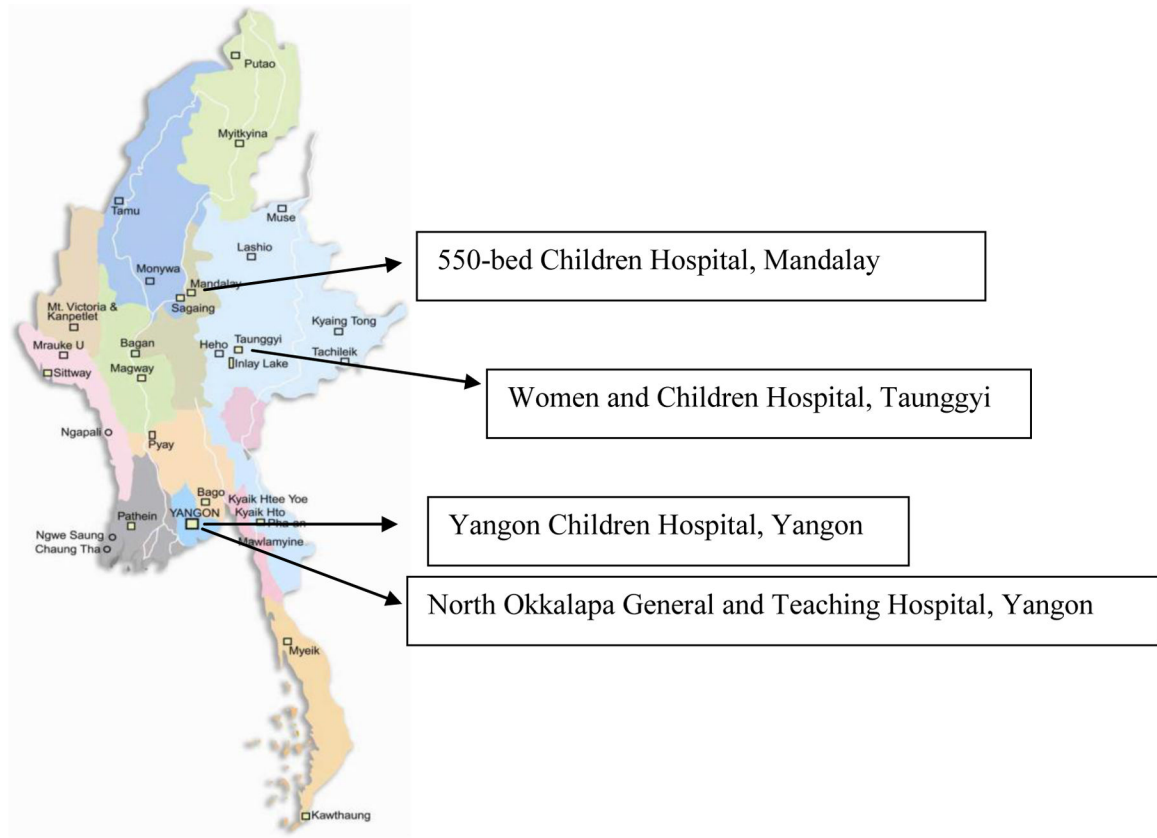 Putao
Myitkyina
Tamu
Muse
Lashio
550-bed Children Hospital, Mandalay
Monywa
Mandalay
Sagaing
Mt. Victoria &
Kanpetlet
Kyaing Tong
Mrauke U
Bagan
Heho
Taunggyi
Tachileik
Inlay Lake
Sittway
Magway
Women and Children Hospital, Taunggyi
Ngapali
Pyay
Bago
Kyaik Htee Yoe
YANGON
Kyaik Hto
Pathein
Pha-an
Yangon Children Hospital, Yangon
Ngwe Saung
Chaung Tha
Mawlamyine
North Okkalapa General and Teaching Hospital, Yangon
Myeik
Kawthaung